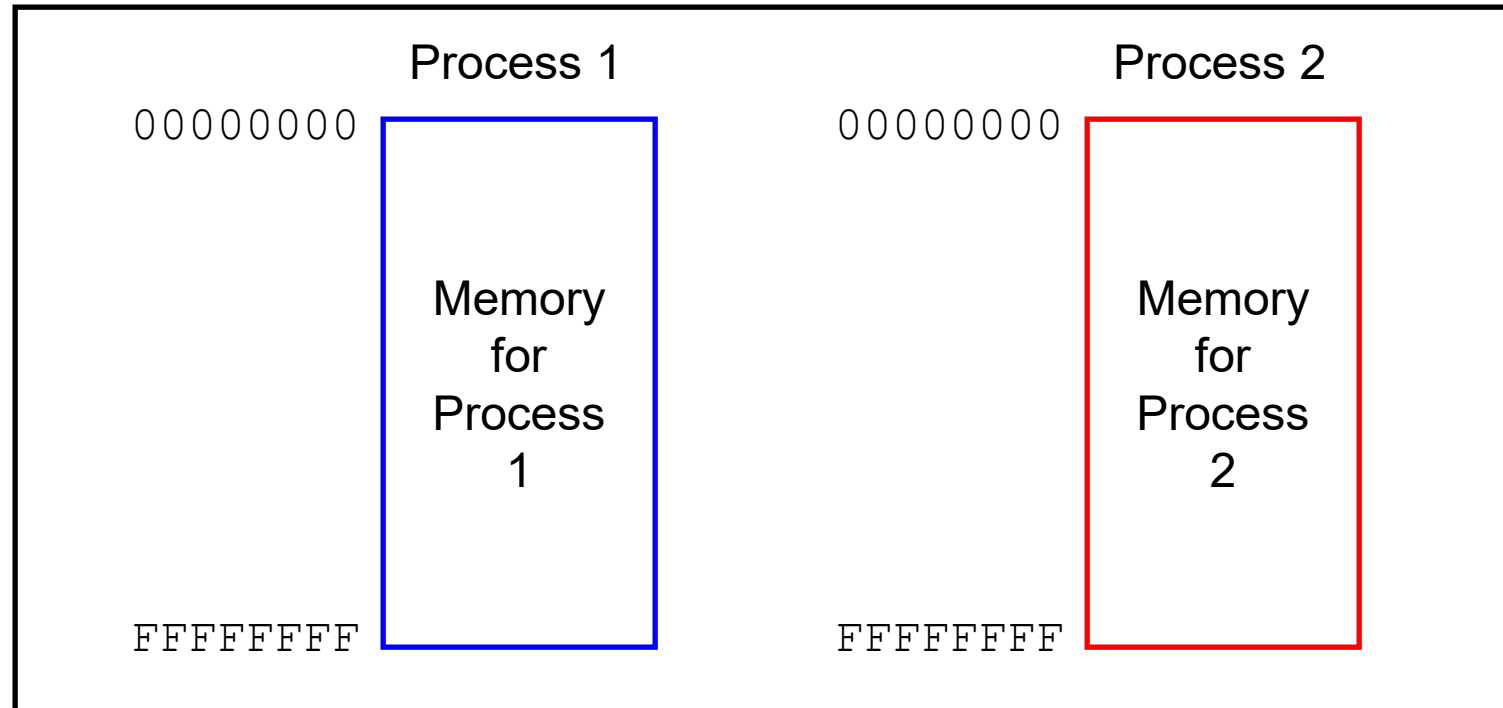 Process 1
00000000
Memory
for
Process
1
FFFFFFFF
Process 2
00000000
Memory
for
Process
2
FFFFFFFF